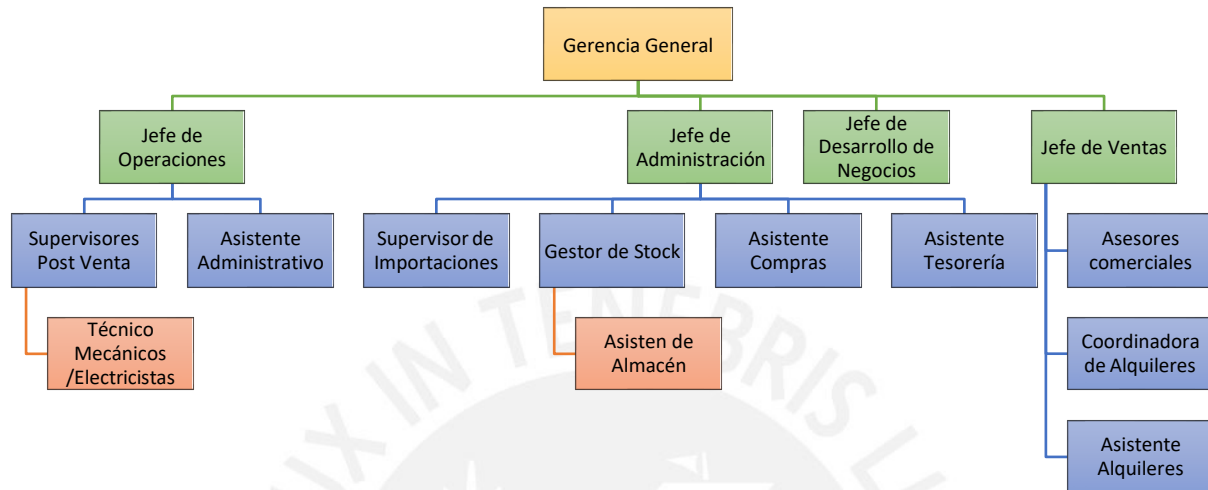 Gerencia General
Jefe de
Operaciones
Jefe de
Administración
Jefe de
Desarrollo de
Negocios
Jefe de Ventas
Supervisores
Post Venta
Asistente
Administrativo
Supervisor de
Importaciones
Gestor de Stock
Asistente
Compras
Asistente
Tesorería
Asesores
comerciales
Técnico
Mecánicos
/Electricistas
Asisten de
Almacén
Coordinadora
de Alquileres
Asistente
Alquileres
IN TENEBRIS